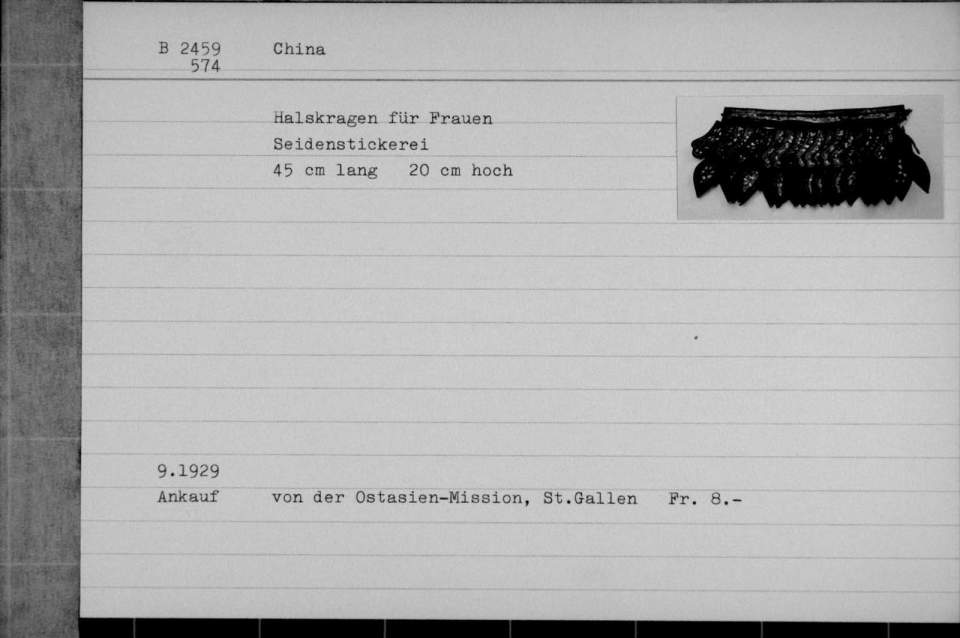 B 2459 China
574
Halskragen für Frauen
Seidenstickerei
45 cm lang 20 cm hoch
9.1929
Ankauf von der Ostasien-Mission, St.Gallen Fr. 8.-